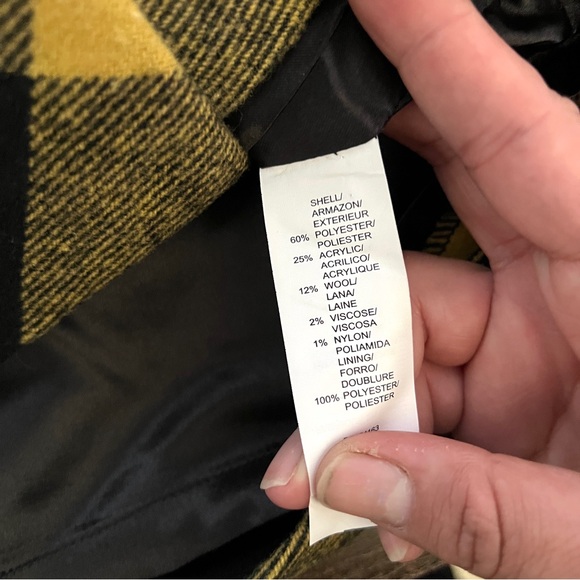 SHELL/
ARMAZON/
EXTERIEUR
60% POLYESTER/
POLIESTER
25% ACRYLIC/
ACRILICO/
ACRYLIQUE
12% WOOL/
LANA/
LAINE
2% VISCOSE/
VISCOSA
1% NYLON/
POLIAMIDA
LINING/
FORRO/
DOUBLURE
100% POLYESTER/
POLIESTER